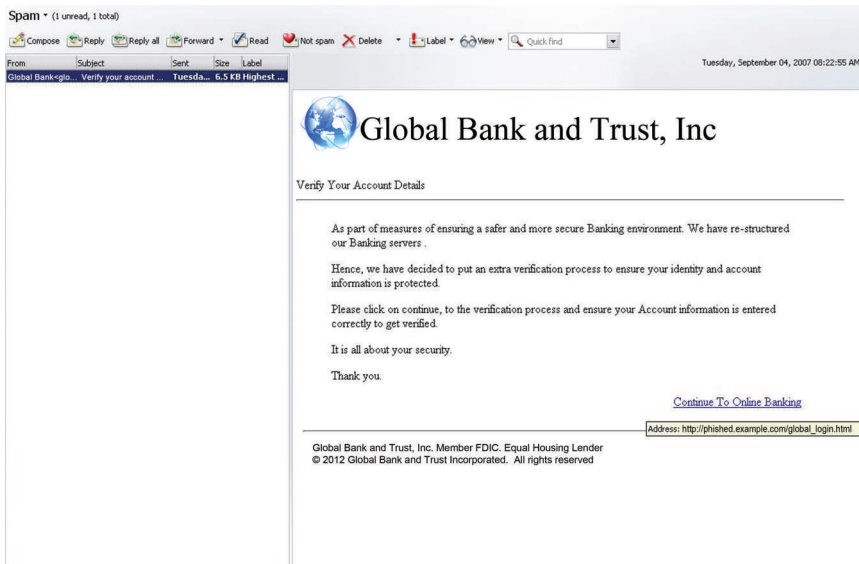 Spam (1 unread, 1 total)
Compose Reply Reply all Forward Read Not spam Delete Label View Quick find
From Subject Sent Size Label
Tuesday, September 04, 2007 08:22:55 AM
Global Bank<glo... Verify your account ... Tuesda... 6.5 KB Highest ...
Global Bank and Trust, Inc
Verify Your Account Details
As part of measures of ensuring a safer and more secure Banking environment. We have re-structured
our Banking servers .
Hence, we have decided to put an extra verification process to ensure your identity and account
information is protected.
Please click on continue, to the verification process and ensure your Account information is entered
correctly to get verified.
It is all about your security.
Thank you.
Continue To Online Banking
Address: http://phished.example.com/global_login.html
Global Bank and Trust, Inc. Member FDIC. Equal Housing Lender
© 2012 Global Bank and Trust Incorporated. All rights reserved